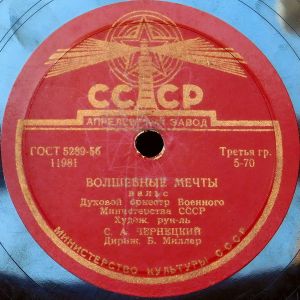 СССР
АПРЕЛЕВСКИЙ ЗАВОД
ГОСТ 5289-56
11981
Третья гр.
5-70
ВОЛШЕБНЫЕ МЕЧТЫ
вальс
Духовой оркестр Военного
Министерства СССР
Худож. рук-ль
С. А. ЧЕРНЕЦКИЙ
Дириж. Б. Миллер
МИНИСТЕРСТВО КУЛЬТУРЫ СССР